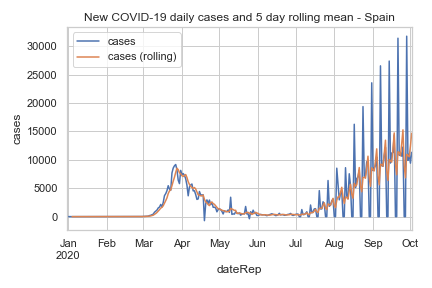 New COVID-19 daily cases and 5 day rolling mean - Spain
cases
cases (rolling)
30000
25000
20000
15000
10000
5000
0
cases
Jan Feb Mar Apr May Jun Jul Aug Sep Oct
2020
dateRep